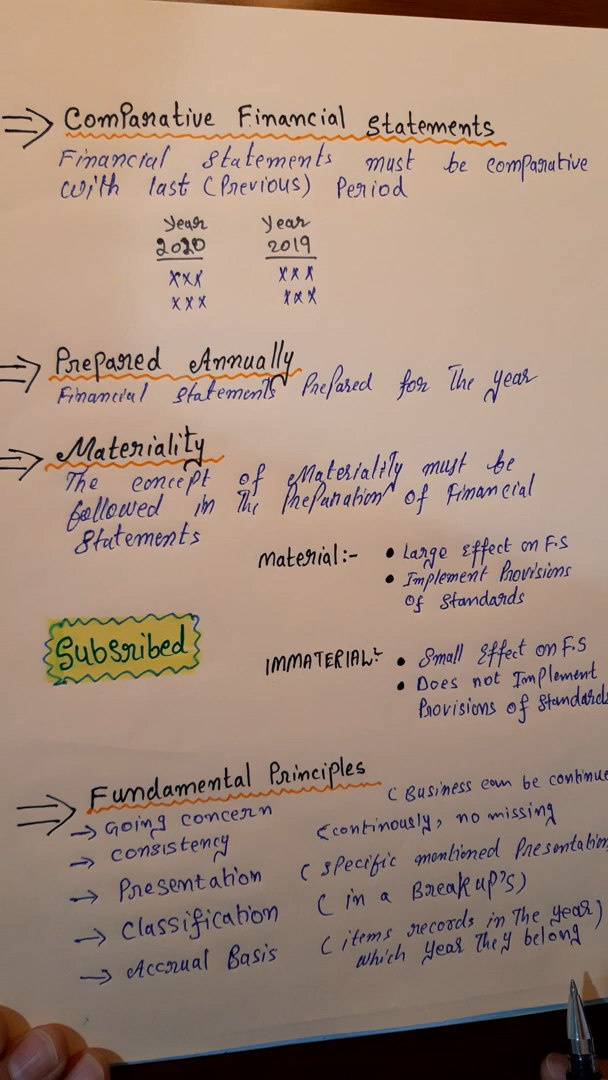 ⇒ Comparative Financial Statements
Financial Statements must be comparative
with last (Previous) Period
Year Year
2020 2019
xxx xxx
xxx xxx
⇒ Prepared Annually
Financial Statements Prepared for The year
⇒ Materiality
The concept of Materiality must be
followed in The Preparation of Financial
Statements
Material:- • Large Effect on F.S
• Implement Provisions
of Standards
Subsribed
IMMATERIAL:- • Small Effect on F.S
• Does not Implement
Provisions of Standards
⇒ Fundamental Principles
→ Going concern ( Business can be continue
→ consistency (continously, no missing
→ Presentation ( specific mentioned Presentation
→ Classification ( in a Breakup's)
→ Accrual Basis (items records in The year)
which year They belong